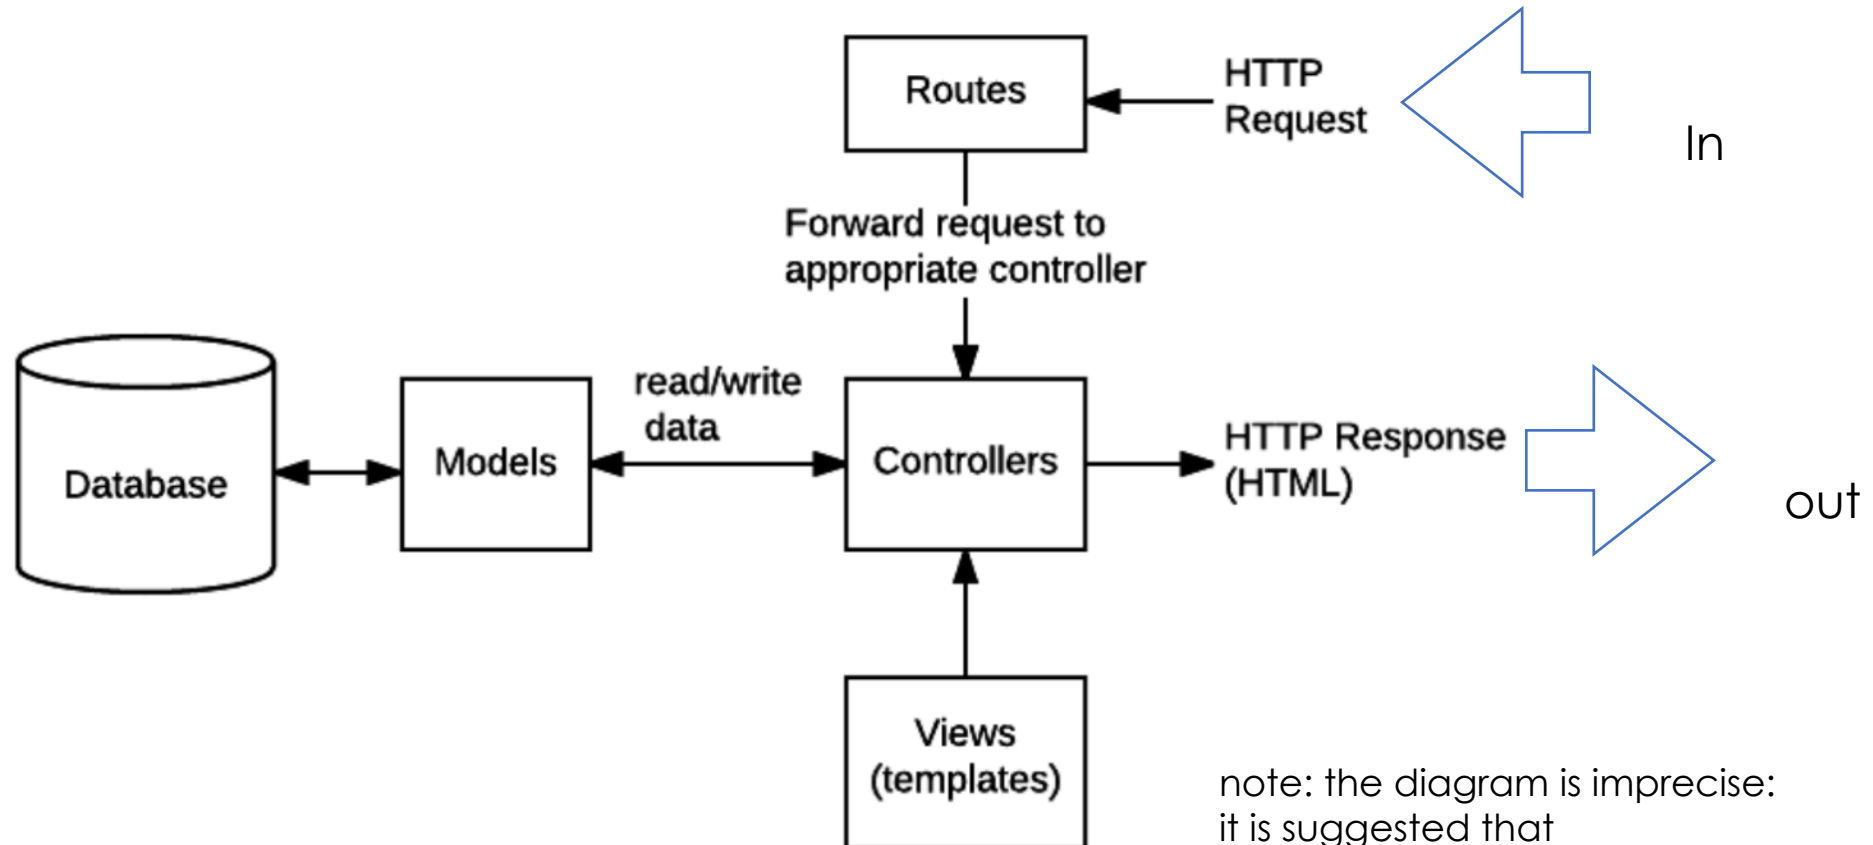 Routes
HTTP
Request
In
Forward request to
appropriate controller
Database
Models
read/write
data
Controllers
HTTP Response
(HTML)
out
Views
(templates)
note: the diagram is imprecise:
it is suggested that